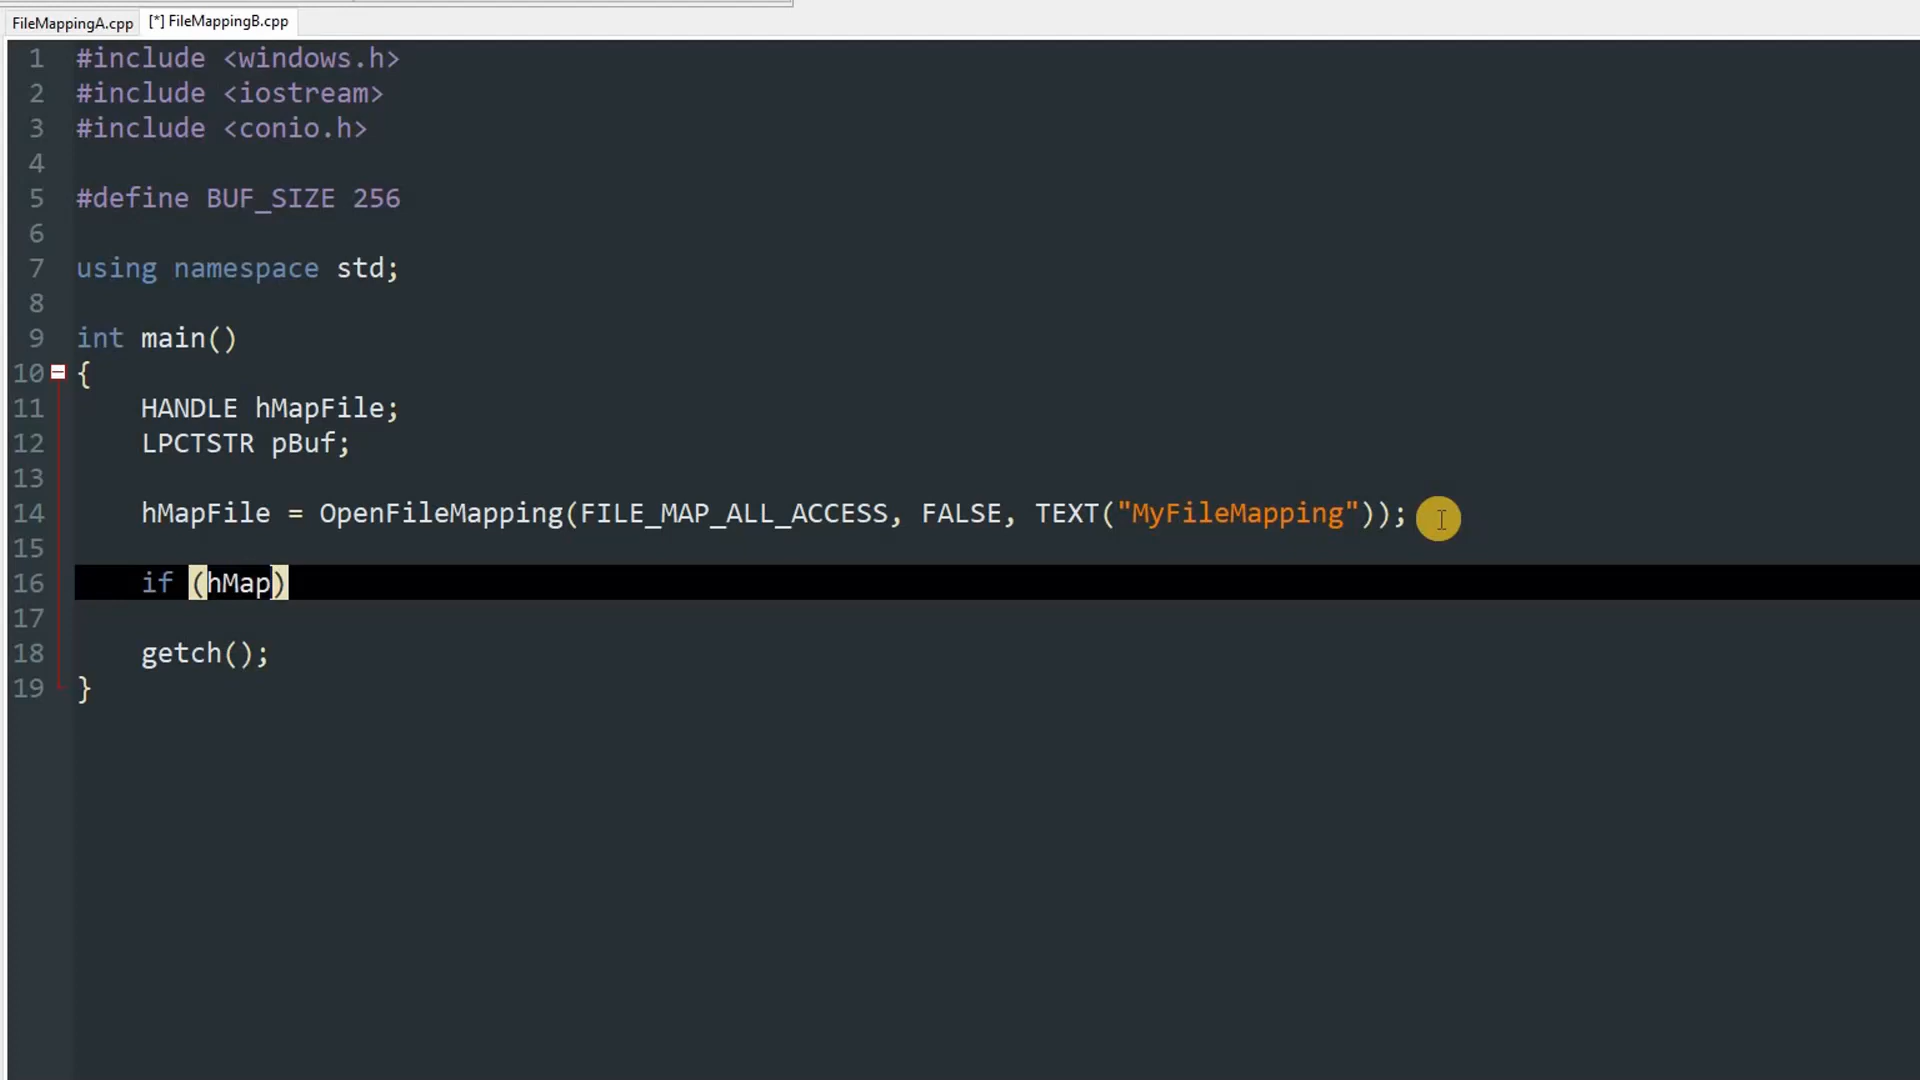 FileMappingA.cpp [*] FileMappingB.cpp
1 #include <windows.h>
2 #include <iostream>
3 #include <conio.h>
4
5 #define BUF_SIZE 256
6
7 using namespace std;
8
9 int main()
10 {
11 HANDLE hMapFile;
12 LPCTSTR pBuf;
13
14 hMapFile = OpenFileMapping(FILE_MAP_ALL_ACCESS, FALSE, TEXT("MyFileMapping"));
15
16 if (hMap)
17
18 getch();
19 }